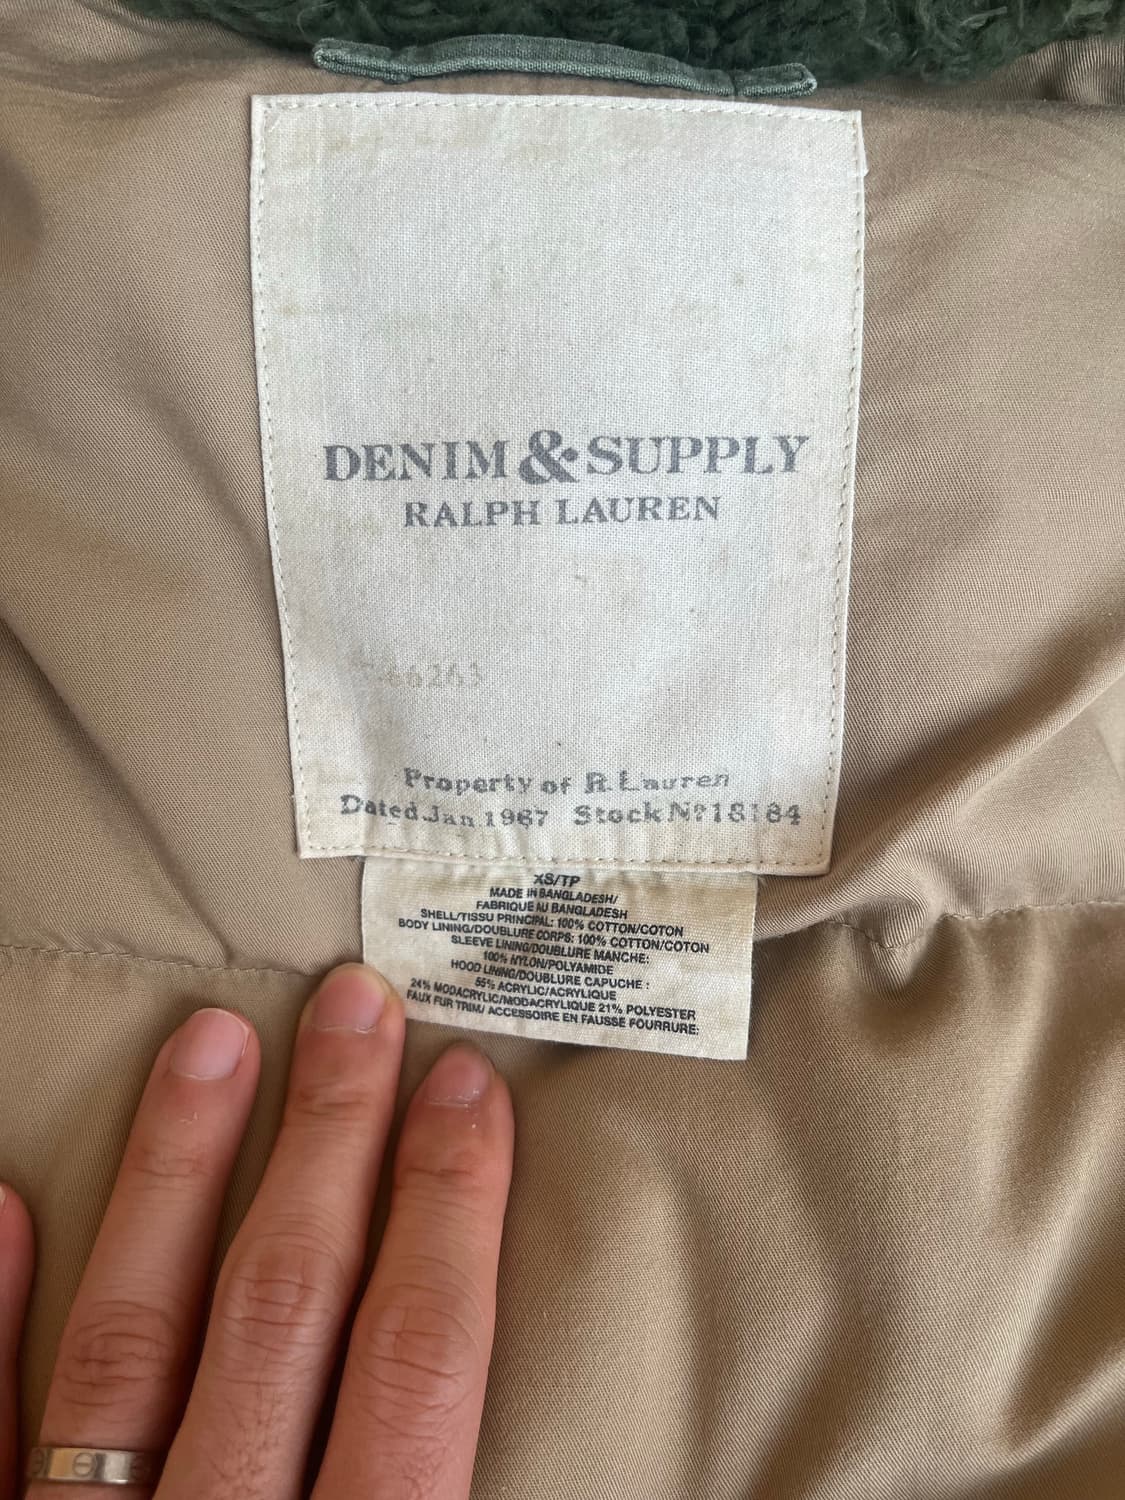 DENIM & SUPPLY
RALPH LAUREN
66263
Property of R. Lauren
Dated Jan 1967 Stock Nº 18184
XS/TP
MADE IN BANGLADESH/
FABRIQUE AU BANGLADESH
SHELL/TISSU PRINCIPAL: 100% COTTON/COTON
BODY LINING/DOUBLURE CORPS: 100% COTTON/COTON
SLEEVE LINING/DOUBLURE MANCHE:
100% NYLON/POLYAMIDE
HOOD LINING/DOUBLURE CAPUCHE :
55% ACRYLIC/ACRYLIQUE
24% MODACRYLIC/MODACRYLIQUE 21% POLYESTER
FAUX FUR TRIM/ ACCESSOIRE EN FAUSSE FOURRURE: